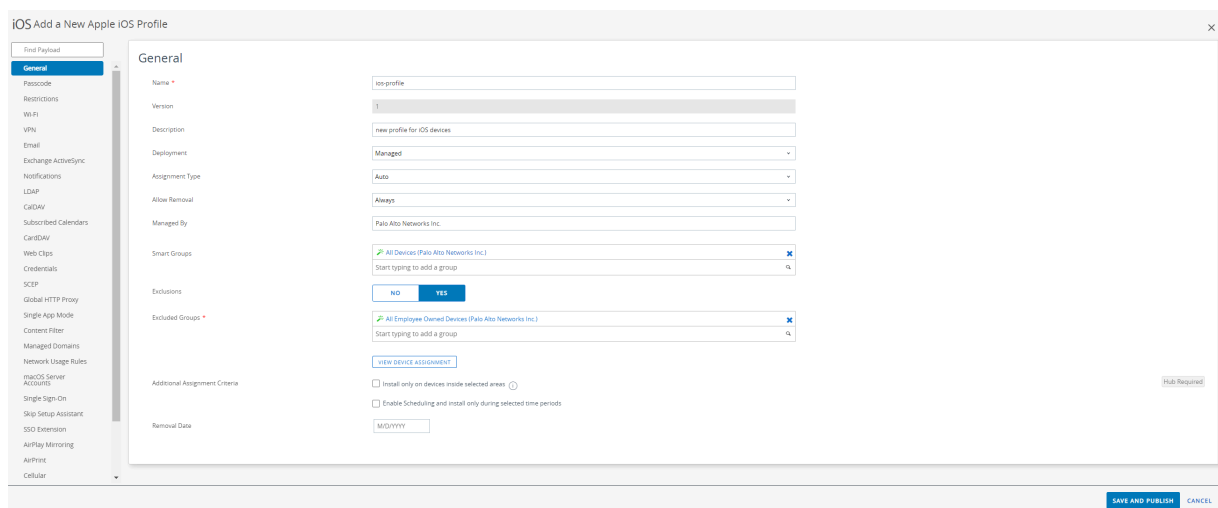 iOS Add a New Apple iOS Profile
Find Payload
General
Passcode
Restrictions
Wi-Fi
VPN
Email
Exchange ActiveSync
Notifications
LDAP
CalDAV
Subscribed Calendars
CardDAV
Web Clips
Credentials
SCEP
Global HTTP Proxy
Single App Mode
Content Filter
Managed Domains
Network Usage Rules
macOS Server
Accounts
Single Sign-On
Skip Setup Assistant
SSO Extension
AirPlay Mirroring
AirPrint
Cellular
General
Name * ios-profile
Version 1
Description new profile for iOS devices
Deployment Managed
Assignment Type Auto
Allow Removal Always
Managed By Palo Alto Networks Inc.
Smart Groups All Devices (Palo Alto Networks Inc.)
Start typing to add a group
Exclusions NO YES
Excluded Groups * All Employee Owned Devices (Palo Alto Networks Inc.)
Start typing to add a group
VIEW DEVICE ASSIGNMENT
Additional Assignment Criteria Install only on devices inside selected areas Hub Required
Enable Scheduling and install only during selected time periods
Removal Date M/D/YYYY
SAVE AND PUBLISH CANCEL